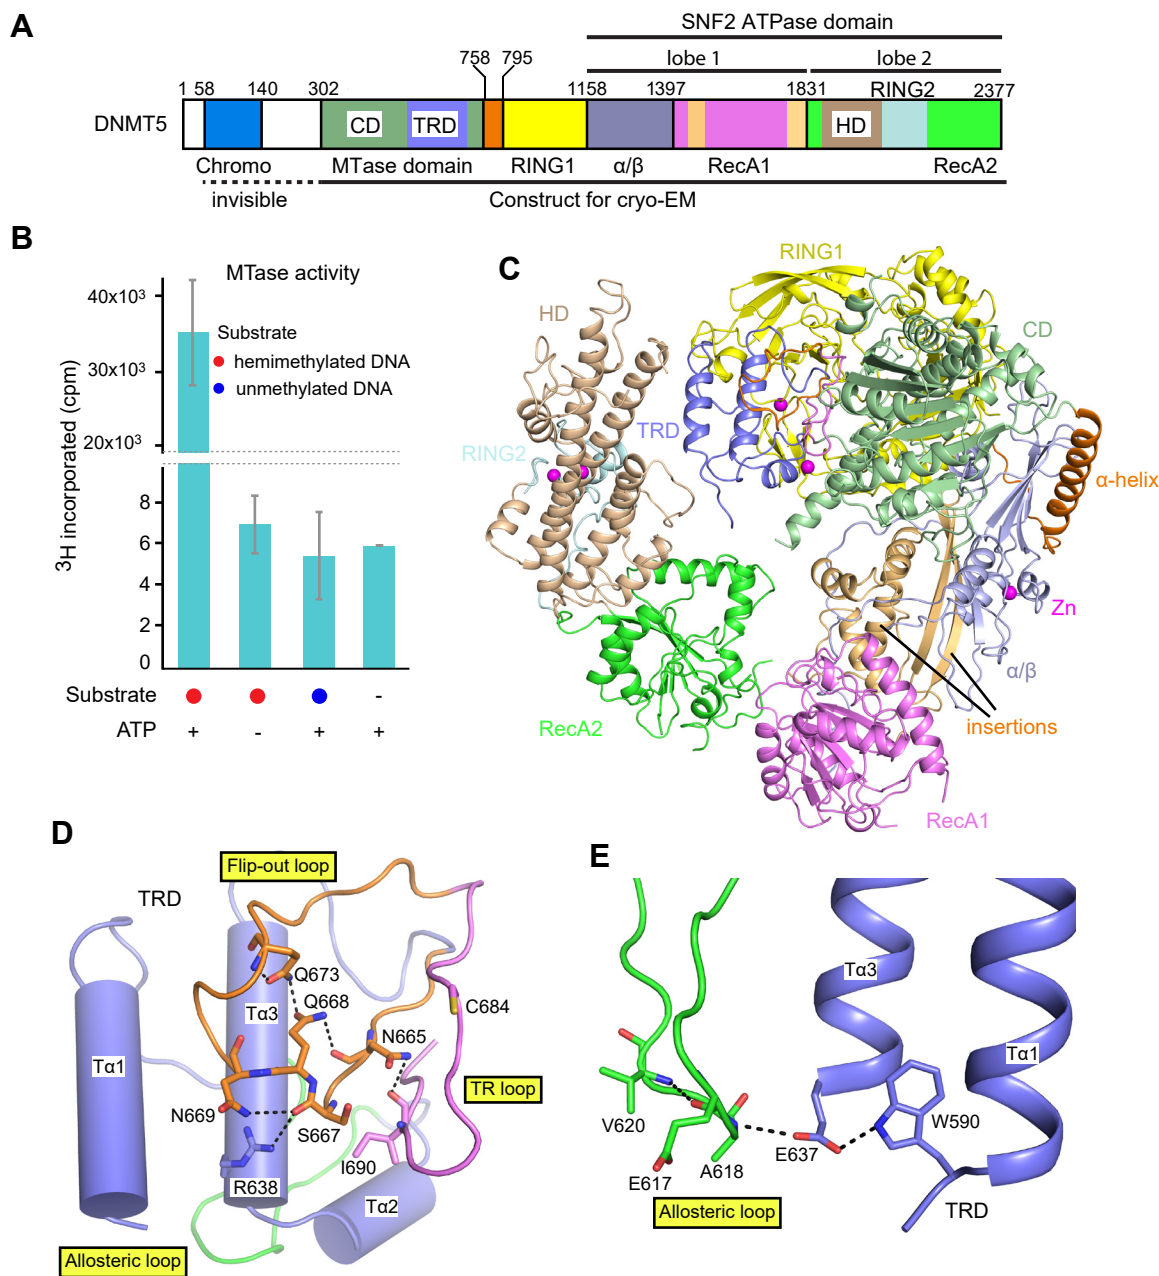 A
SNF2 ATPase domain
lobe 1
lobe 2
758 795
1 58 140 302 1158 1397 1831 RING2 2377
DNMT5
CD TRD HD
Chromo MTase domain RING1 α/β RecA1 RecA2
invisible Construct for cryo-EM
B
MTase activity
³H incorporated (cpm)
40x10³
30x10³
20x10³
8
6
4
2
0
Substrate
hemimethylated DNA
unmethylated DNA
Substrate -
ATP + - + +
C
RING1
HD
CD
TRD
RING2
α-helix
Zn
α/β
insertions
RecA2
RecA1
D
Flip-out loop
TRD
Q673
Q668
Tα3
C684
N665
Tα1
TR loop
N669
S667
I690
R638
Tα2
Allosteric loop
E
Tα3
Tα1
W590
V620
E637
A618
E617
TRD
Allosteric loop